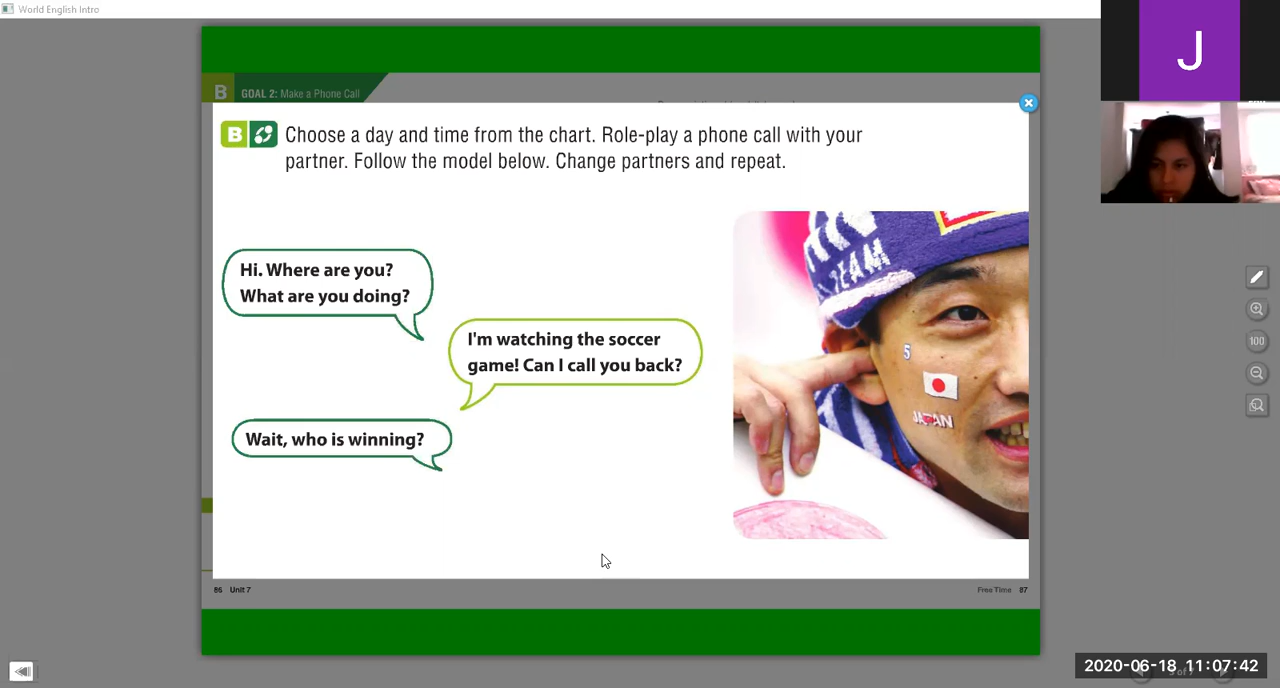 World English Intro
J
B GOAL 2: Make a Phone Call
B Choose a day and time from the chart. Role-play a phone call with your
partner. Follow the model below. Change partners and repeat.
Hi. Where are you?
What are you doing?
I'm watching the soccer
game! Can I call you back?
Wait, who is winning?
TEAM
5
JAPAN
100
86 Unit 7
Free Time 87
2020-06-18 11:07:42